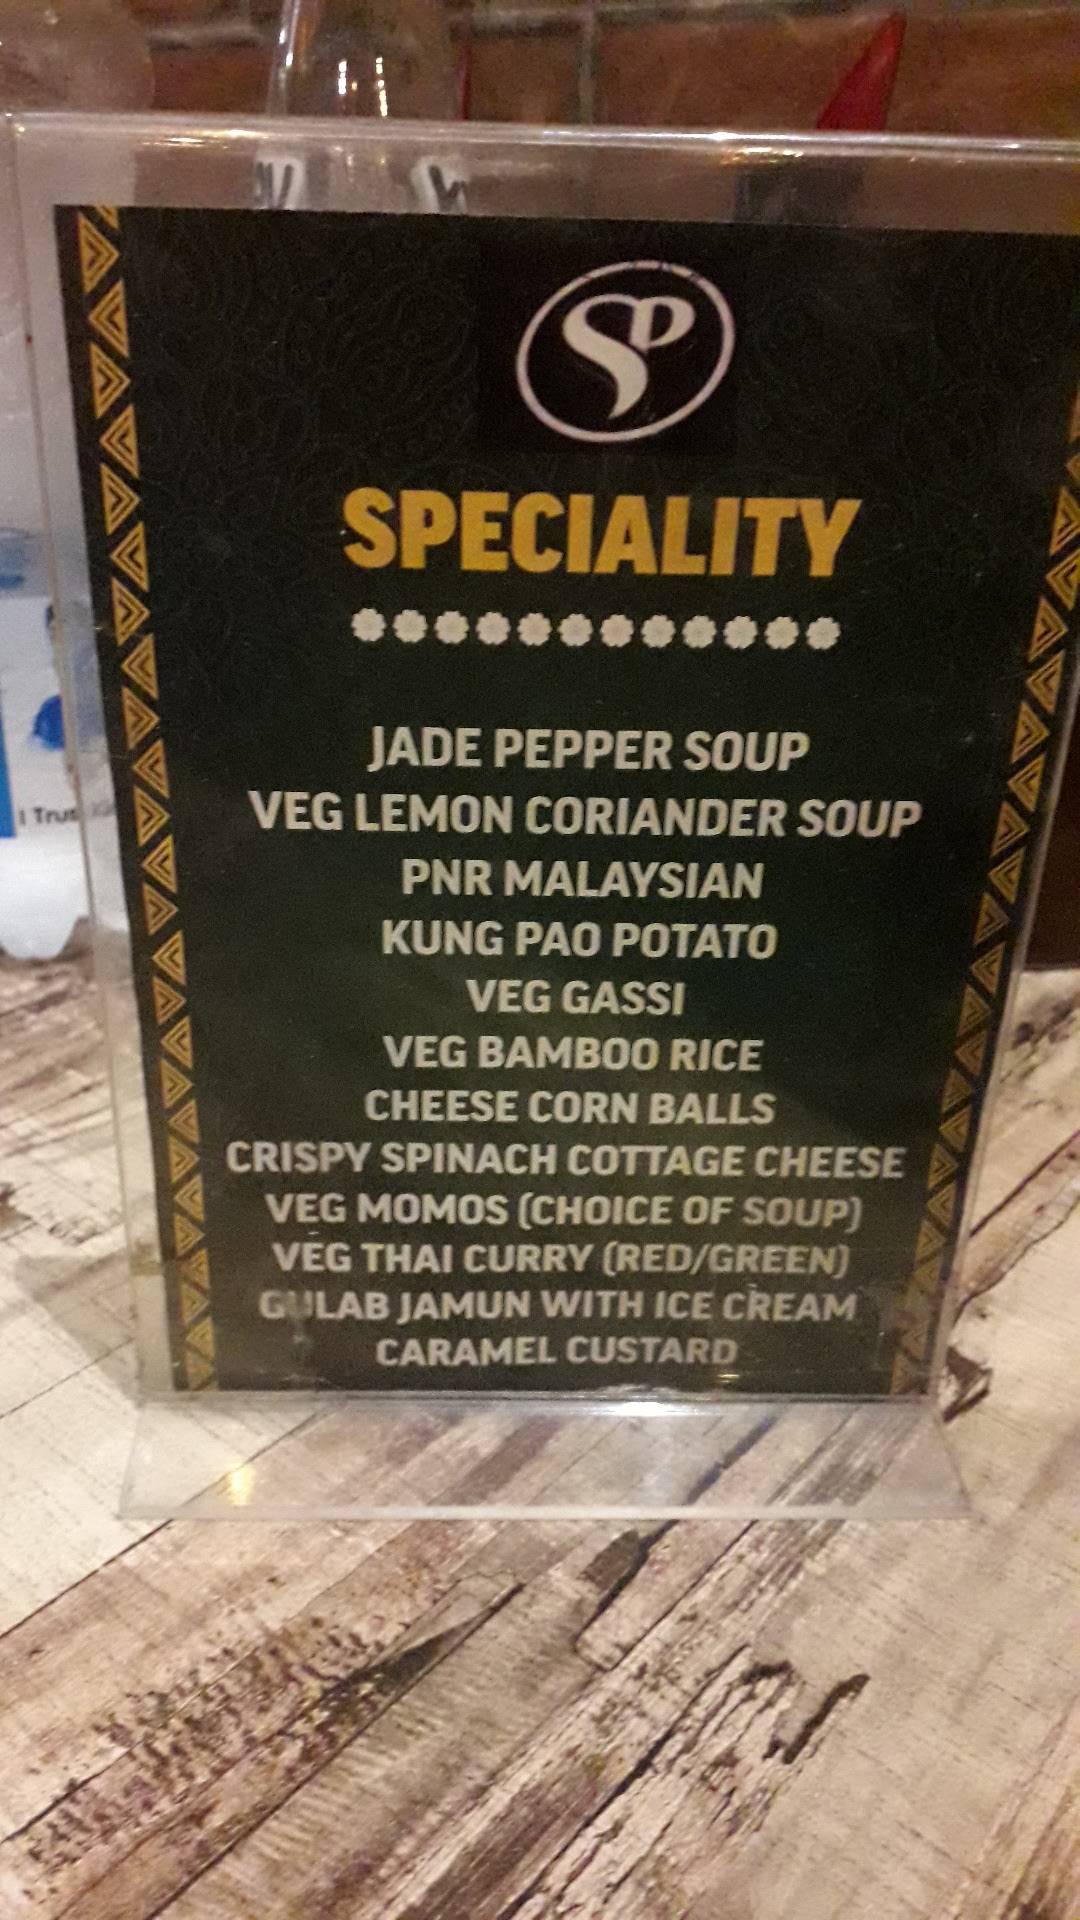 SP
SPECIALITY
JADE PEPPER SOUP
VEG LEMON CORIANDER SOUP
PNR MALAYSIAN
KUNG PAO POTATO
VEG GASSI
VEG BAMBOO RICE
CHEESE CORN BALLS
CRISPY SPINACH COTTAGE CHEESE
VEG MOMOS (CHOICE OF SOUP)
VEG THAI CURRY (RED/GREEN)
GULAB JAMUN WITH ICE CREAM
CARAMEL CUSTARD